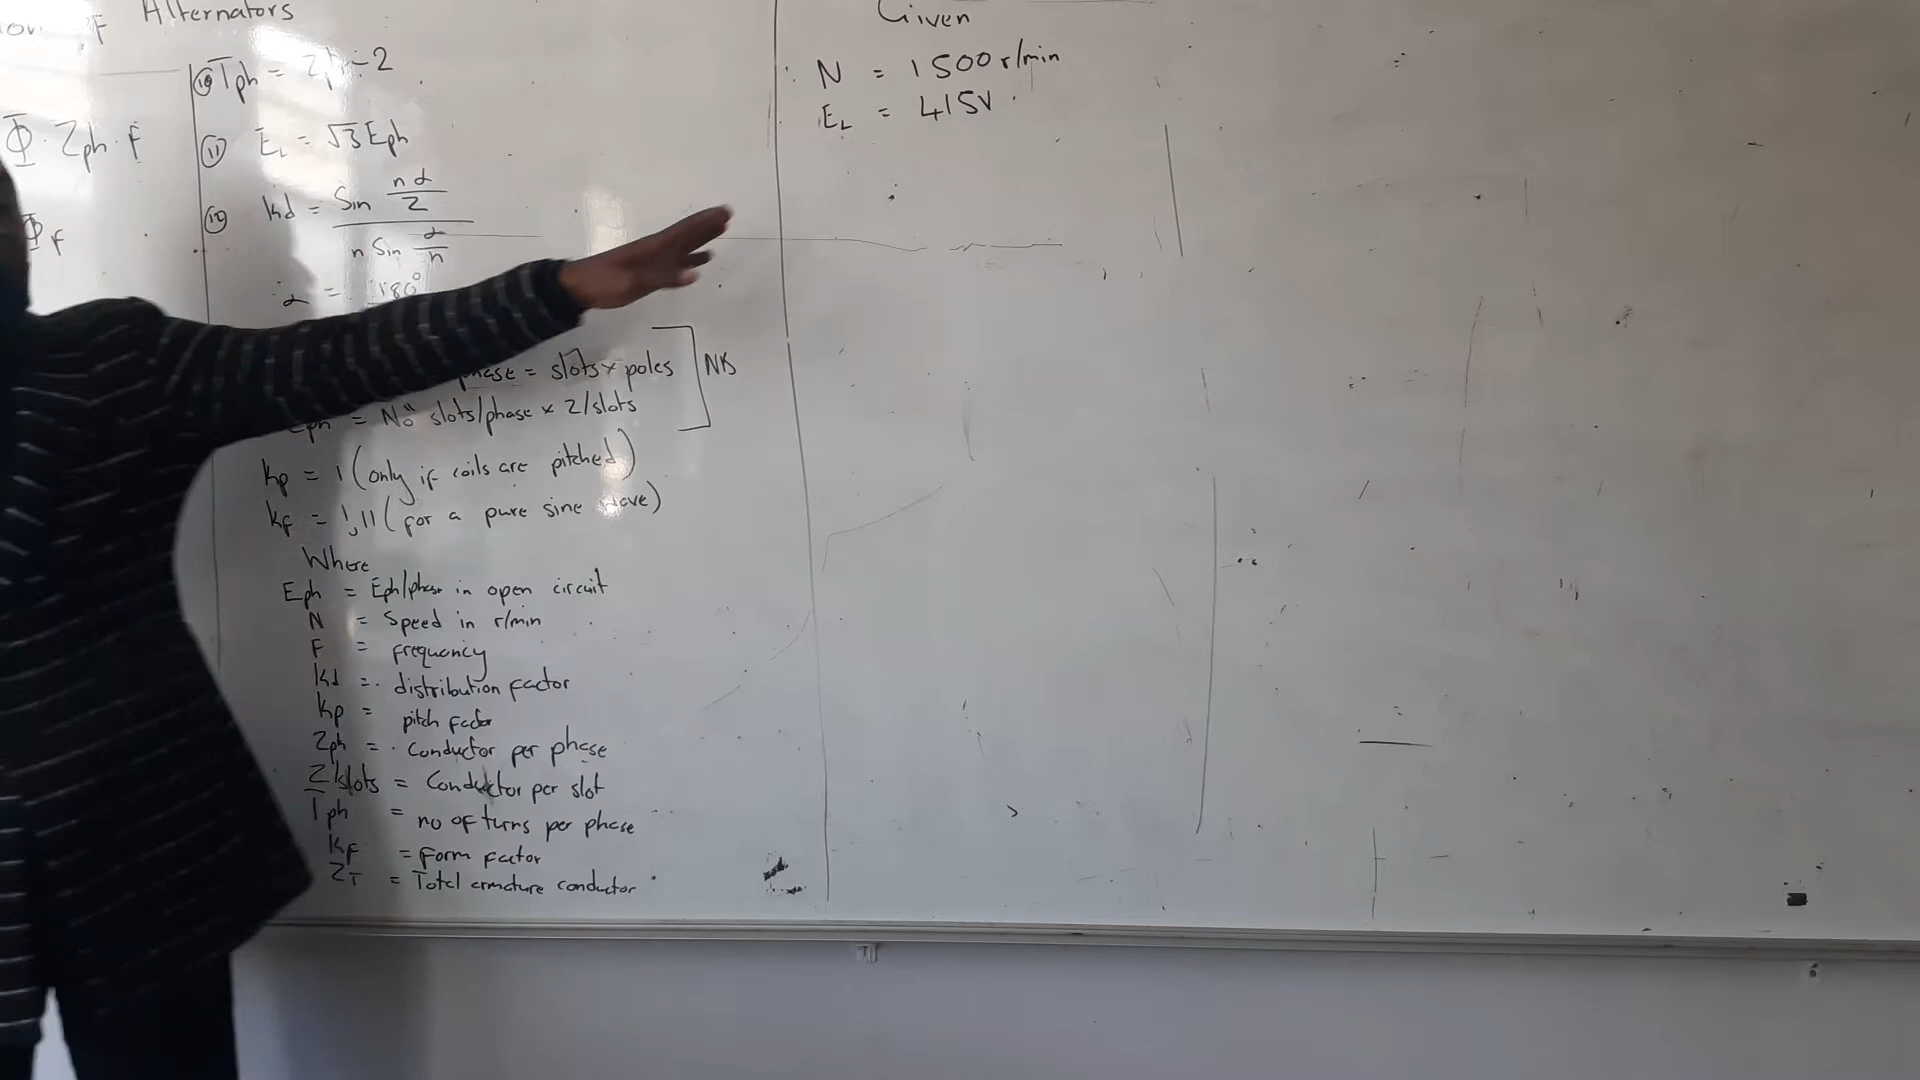 Alternators
Φ · Zph · F
Φ F
⑩ Tph = Z ÷ 2
⑪ EL = √3 Eph
⑫ kd = Sin nα/2
n Sin α/n
∴ α = 180°
phase = slots × poles ] NB
Zph = No" slots/phase × Z/slots
kp = 1 (only if coils are pitched)
kf = 1,11 (for a pure sine wave)
Where
Eph = Eph/phase in open circuit
N = Speed in r/min
F = frequency
kd = distribution factor
kp = pitch factor
Zph = Conductor per phase
Z/slots = Conductor per slot
Tph = no of turns per phase
kF = form factor
ZT = Total armature conductor
Given
N = 1500 r/min
EL = 415V